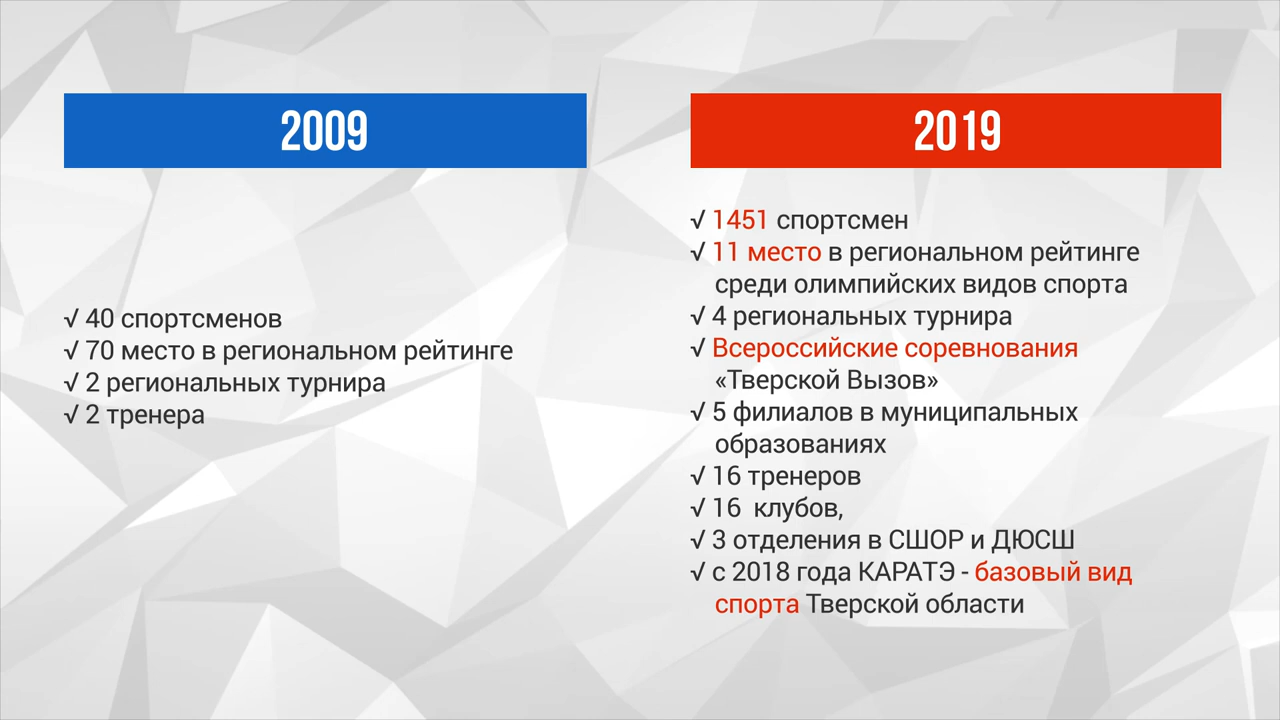 2009
√ 40 спортсменов
√ 70 место в региональном рейтинге
√ 2 региональных турнира
√ 2 тренера
2019
√ 1451 спортсмен
√ 11 место в региональном рейтинге
среди олимпийских видов спорта
√ 4 региональных турнира
√ Всероссийские соревнования
«Тверской Вызов»
√ 5 филиалов в муниципальных
образованиях
√ 16 тренеров
√ 16 клубов,
√ 3 отделения в СШОР и ДЮСШ
√ с 2018 года КАРАТЭ - базовый вид
спорта Тверской области